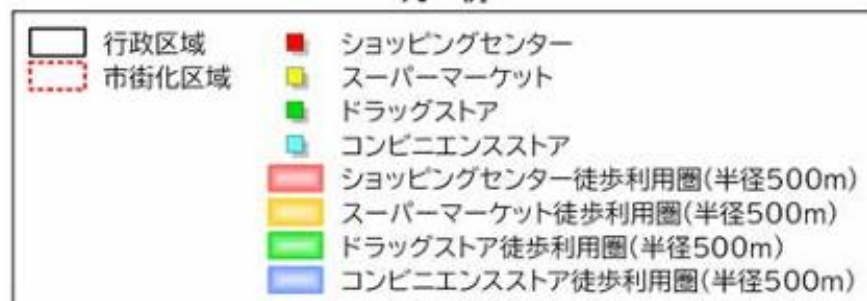 行政区域
市街化区域
ショッピングセンター
スーパーマーケット
ドラッグストア
コンビニエンスストア
ショッピングセンター徒歩利用圏(半径500m)
スーパーマーケット徒歩利用圏(半径500m)
ドラッグストア徒歩利用圏(半径500m)
コンビニエンスストア徒歩利用圏(半径500m)